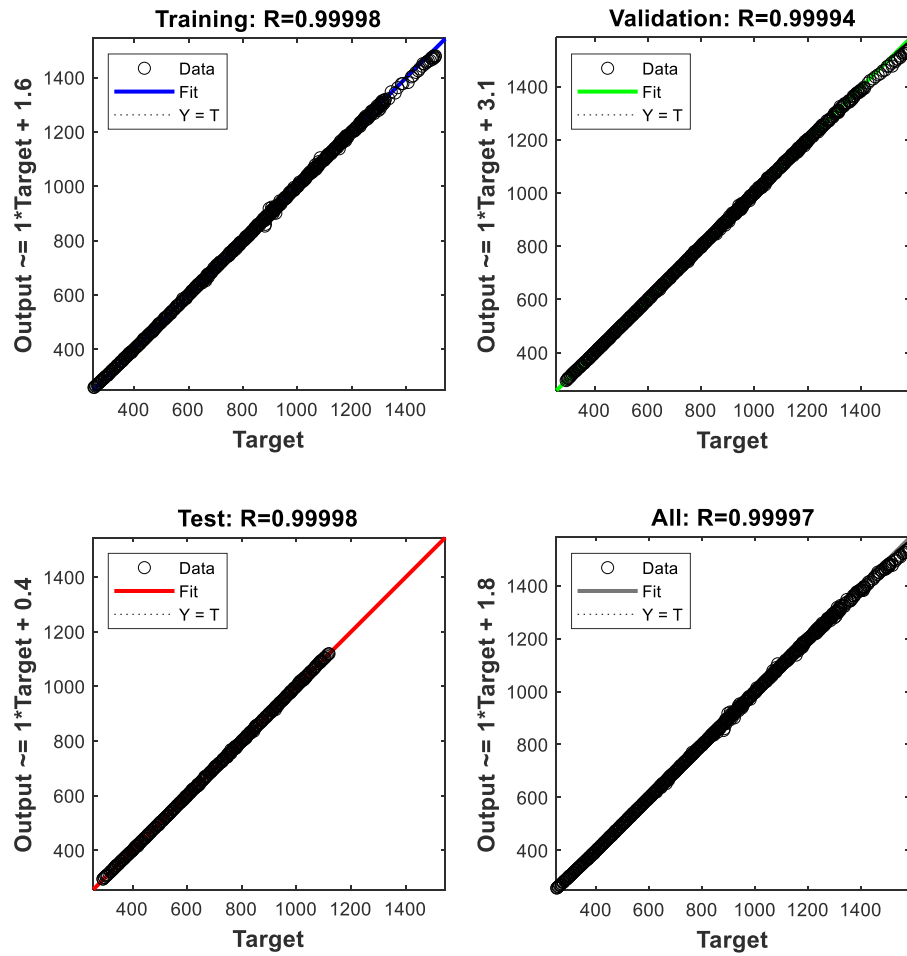 Training: R=0.99998
Output ~= 1*Target + 1.6
1400
1200
1000
800
600
400
Data
Fit
Y = T
400 600 800 1000 1200 1400
Target
Validation: R=0.99994
Output ~= 1*Target + 3.1
1400
1200
1000
800
600
400
Data
Fit
Y = T
400 600 800 1000 1200 1400
Target
Test: R=0.99998
Output ~= 1*Target + 0.4
1400
1200
1000
800
600
400
Data
Fit
Y = T
400 600 800 1000 1200 1400
Target
All: R=0.99997
Output ~= 1*Target + 1.8
1400
1200
1000
800
600
400
Data
Fit
Y = T
400 600 800 1000 1200 1400
Target